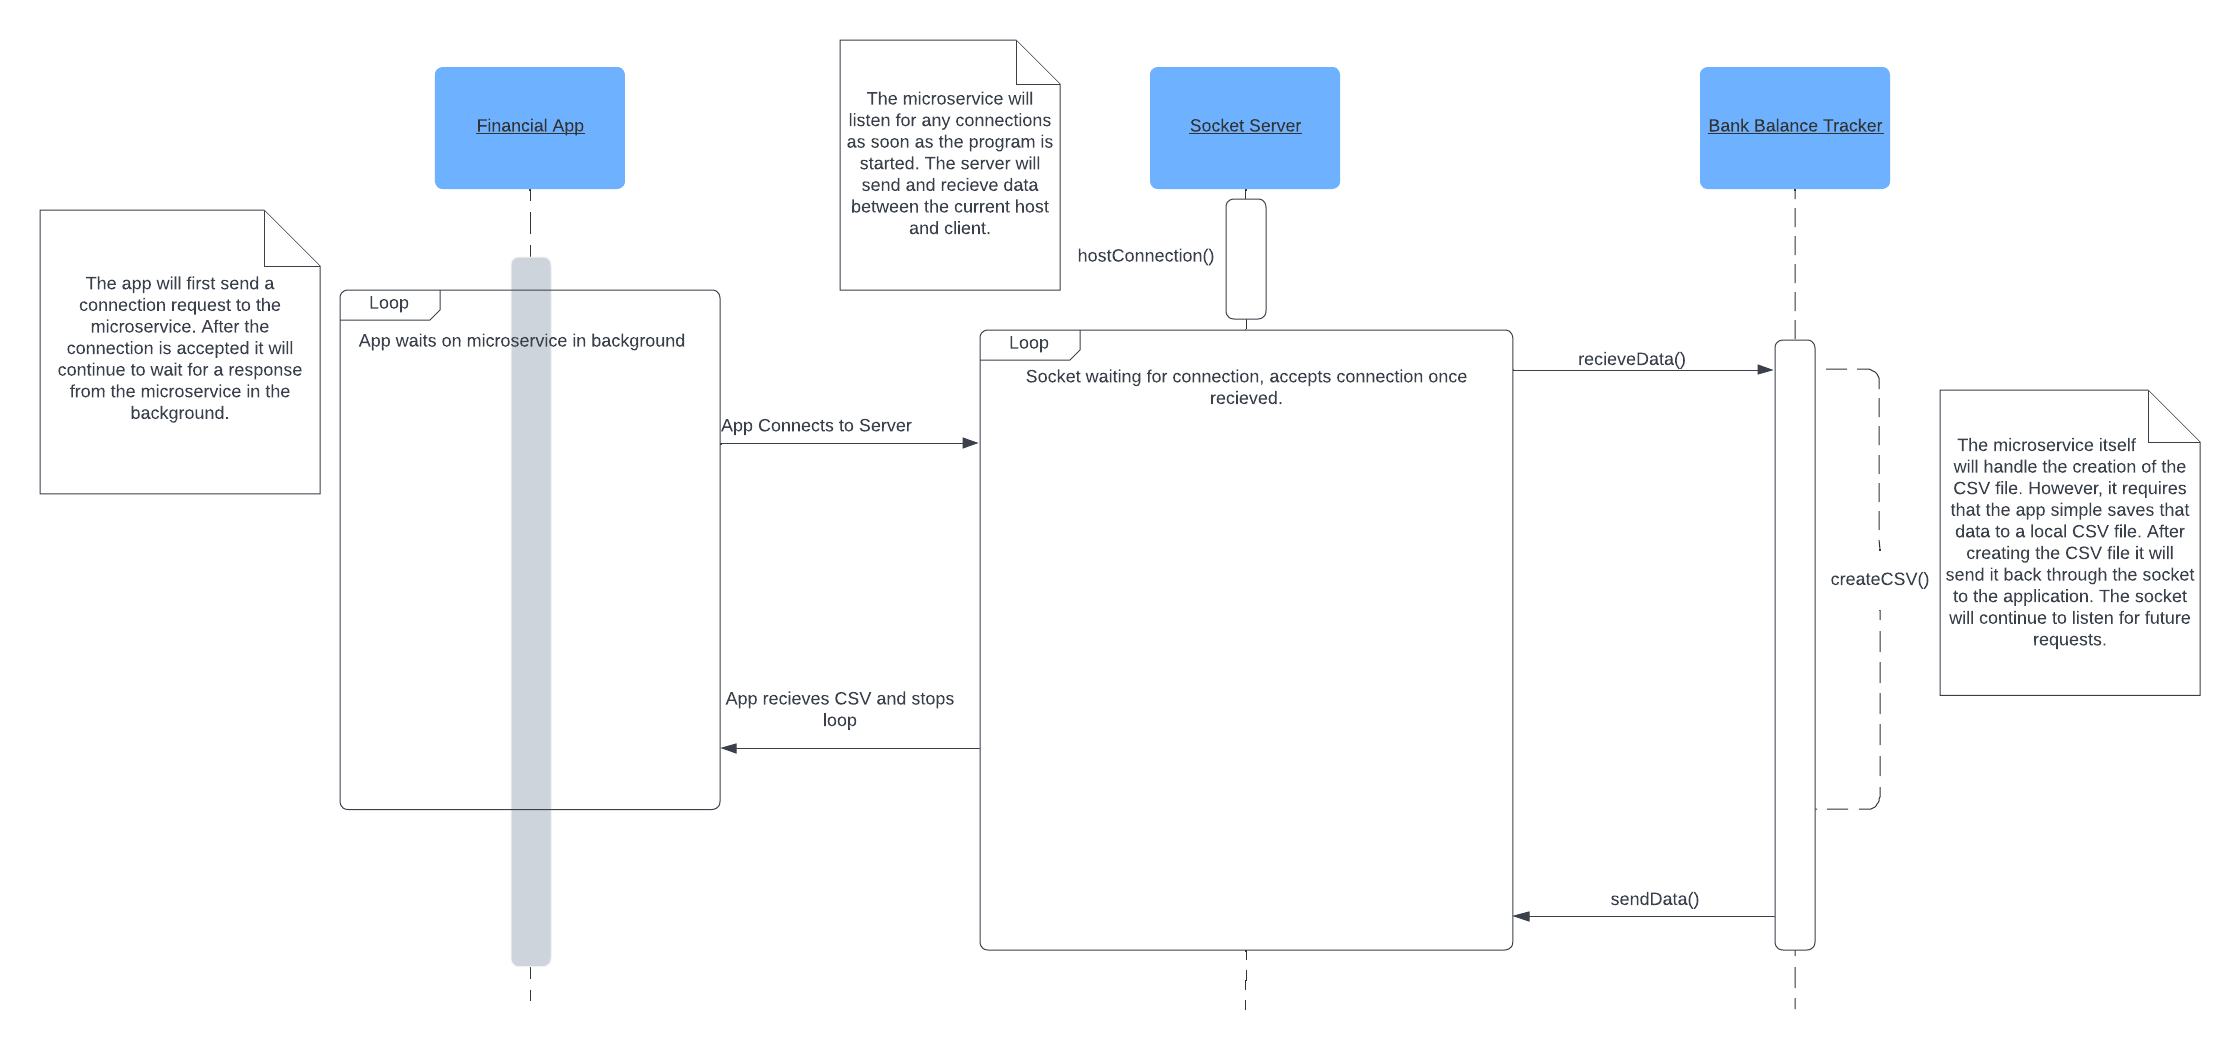 Financial App
Socket Server
Bank Balance Tracker
The microservice will
listen for any connections
as soon as the program is
started. The server will
send and recieve data
between the current host
and client.
hostConnection()
The app will first send a
connection request to the
microservice. After the
connection is accepted it will
continue to wait for a response
from the microservice in the
background.
Loop
App waits on microservice in background
Loop
Socket waiting for connection, accepts connection once
recieved.
recieveData()
App Connects to Server
The microservice itself
will handle the creation of the
CSV file. However, it requires
that the app simple saves that
data to a local CSV file. After
creating the CSV file it will
send it back through the socket
to the application. The socket
will continue to listen for future
requests.
createCSV()
App recieves CSV and stops
loop
sendData()